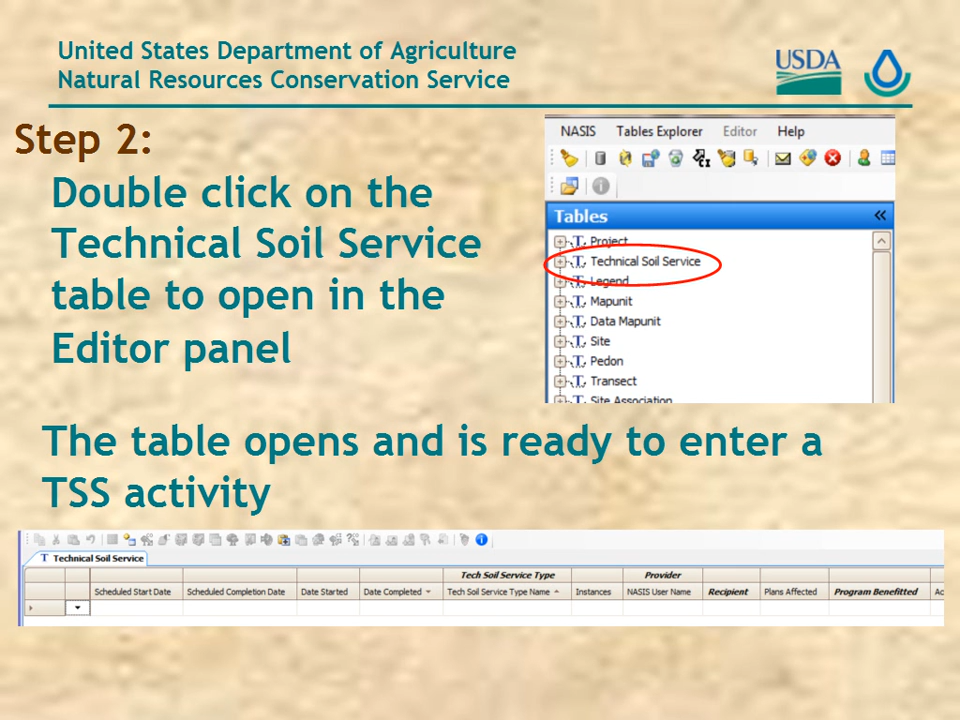 United States Department of Agriculture
Natural Resources Conservation Service
USDA
Step 2:
Double click on the
Technical Soil Service
table to open in the
Editor panel
NASIS Tables Explorer Editor Help
Tables
Project
Technical Soil Service
Legend
Mapunit
Data Mapunit
Site
Pedon
Transect
Site Association
The table opens and is ready to enter a
TSS activity
Technical Soil Service
Tech Soil Service Type Provider
Scheduled Start Date Scheduled Completion Date Date Started Date Completed Tech Soil Service Type Name Instances NASIS User Name Recipient Plans Affected Program Benefitted